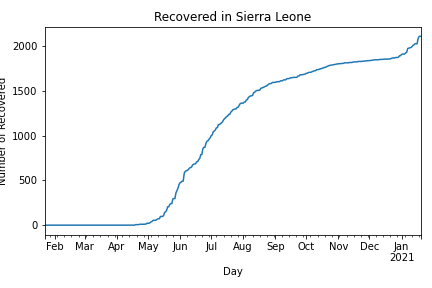 Recovered in Sierra Leone
2000
1500
1000
500
0
Number of Recovered
Feb Mar Apr May Jun Jul Aug Sep Oct Nov Dec Jan
2021
Day